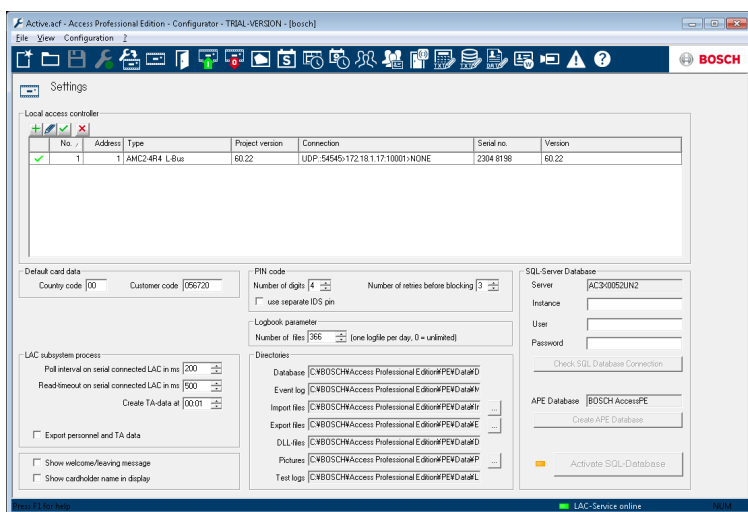 Active.acf - Access Professional Edition - Configurator - TRIAL-VERSION - [bosch]
File View Configuration ?
BOSCH
Settings
Local access controller
No. / Address Type Project version Connection Serial no. Version
1 1 AMC2-4R4 L-Bus 60.22 UDP::54545>172.18.1.17:10001>NONE 2304 8198 60.22
Default card data
Country code 00 Customer code 056720
PIN code
Number of digits 4 Number of retries before blocking 3
use separate IDS pin
Logbook parameter
Number of files 366 (one logfile per day, 0 = unlimited)
LAC subsystem process
Poll interval on serial connected LAC in ms 200
Read-timeout on serial connected LAC in ms 500
Create TA-data at 00:01
Export personnel and TA data
Show welcome/leaving message
Show cardholder name in display
Directories
Database C:¥BOSCH¥Access Professional Edition¥PE¥Data¥D
Event log C:¥BOSCH¥Access Professional Edition¥PE¥Data¥M
Import files C:¥BOSCH¥Access Professional Edition¥PE¥Data¥Ir ...
Export files C:¥BOSCH¥Access Professional Edition¥PE¥Data¥E ...
DLL-files C:¥BOSCH¥Access Professional Edition¥PE¥Data¥D
Pictures C:¥BOSCH¥Access Professional Edition¥PE¥Data¥P ...
Test logs C:¥BOSCH¥Access Professional Edition¥PE¥Data¥L
SQL-Server Database
Server AC3X0052UN2
Instance
User
Password
Check SQL Database Connection
APE Database BOSCH AccessPE
Create APE Database
Activate SQL-Database
Press F1 for help LAC-Service online NUM